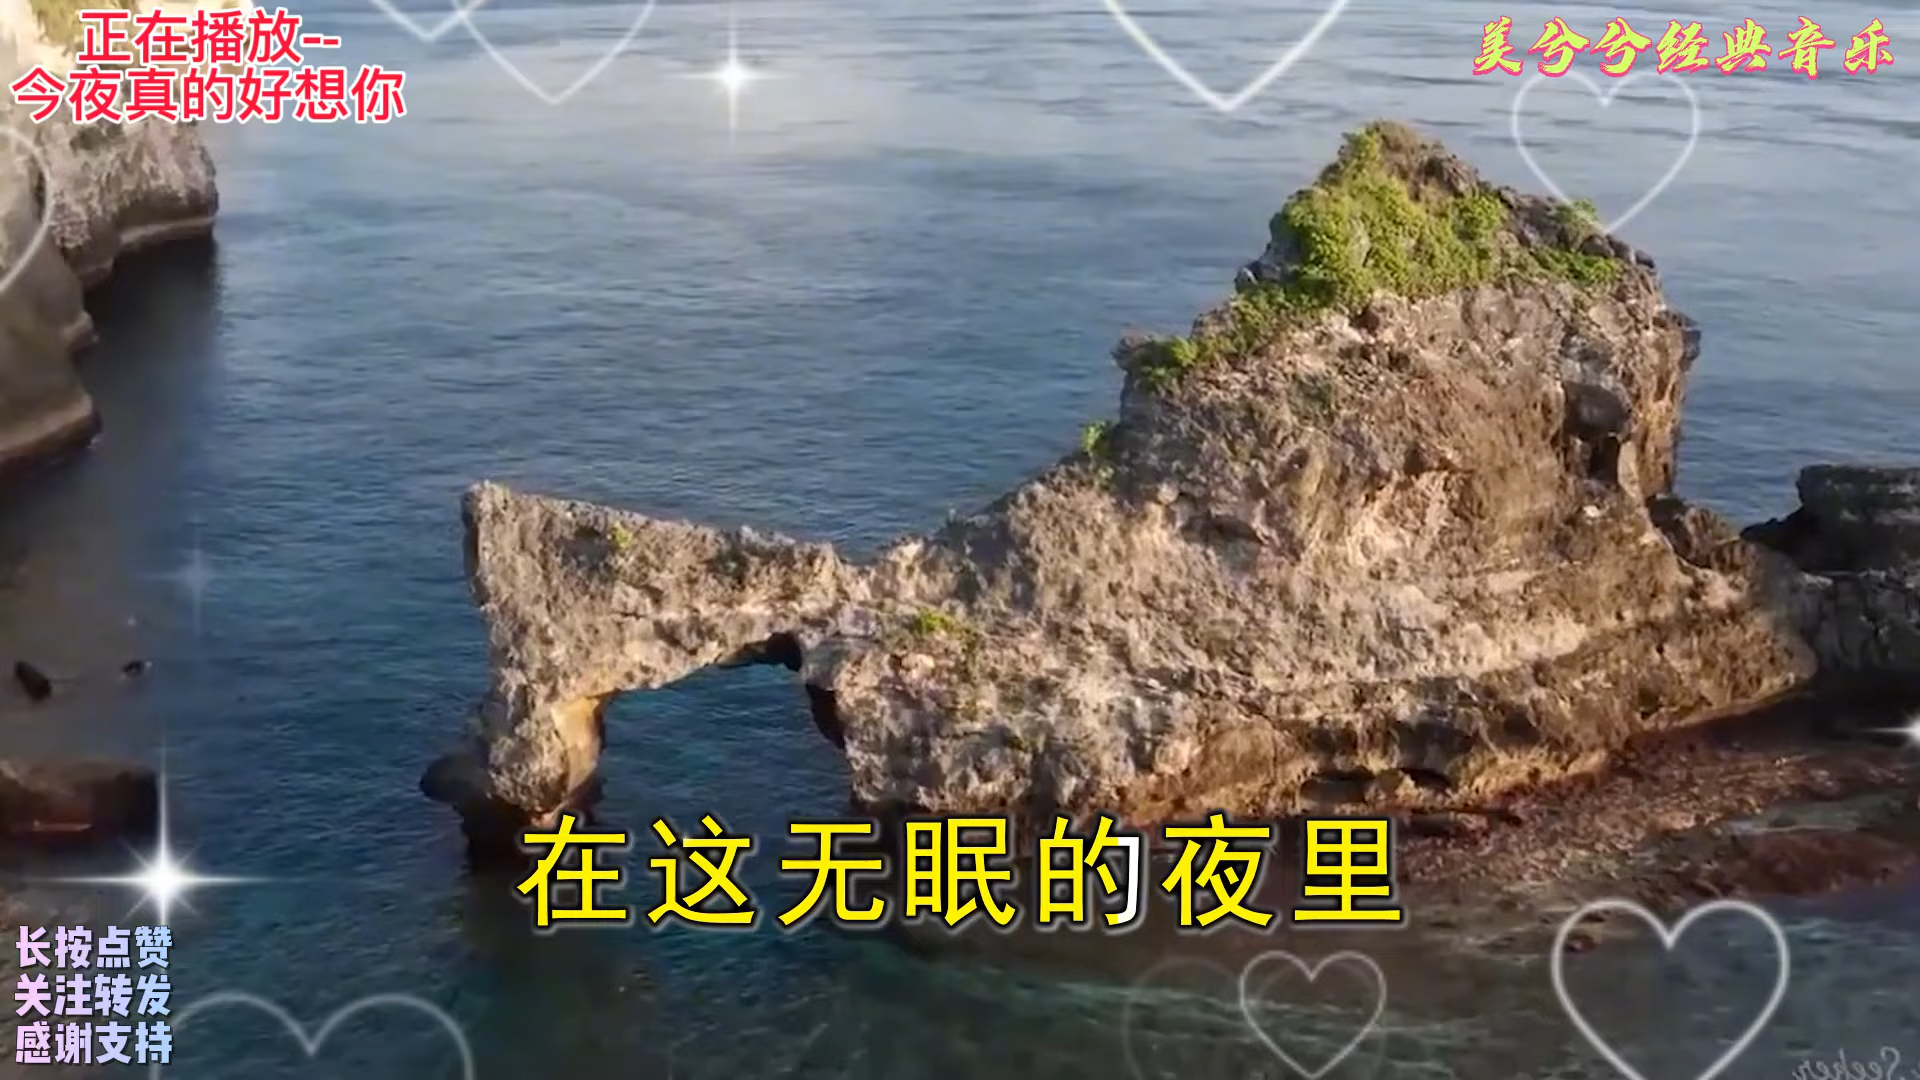 正在播放--
今夜真的好想你
美兮兮经典音乐
在这无眠的夜里
长按点赞
关注转发
感谢支持
Seeker